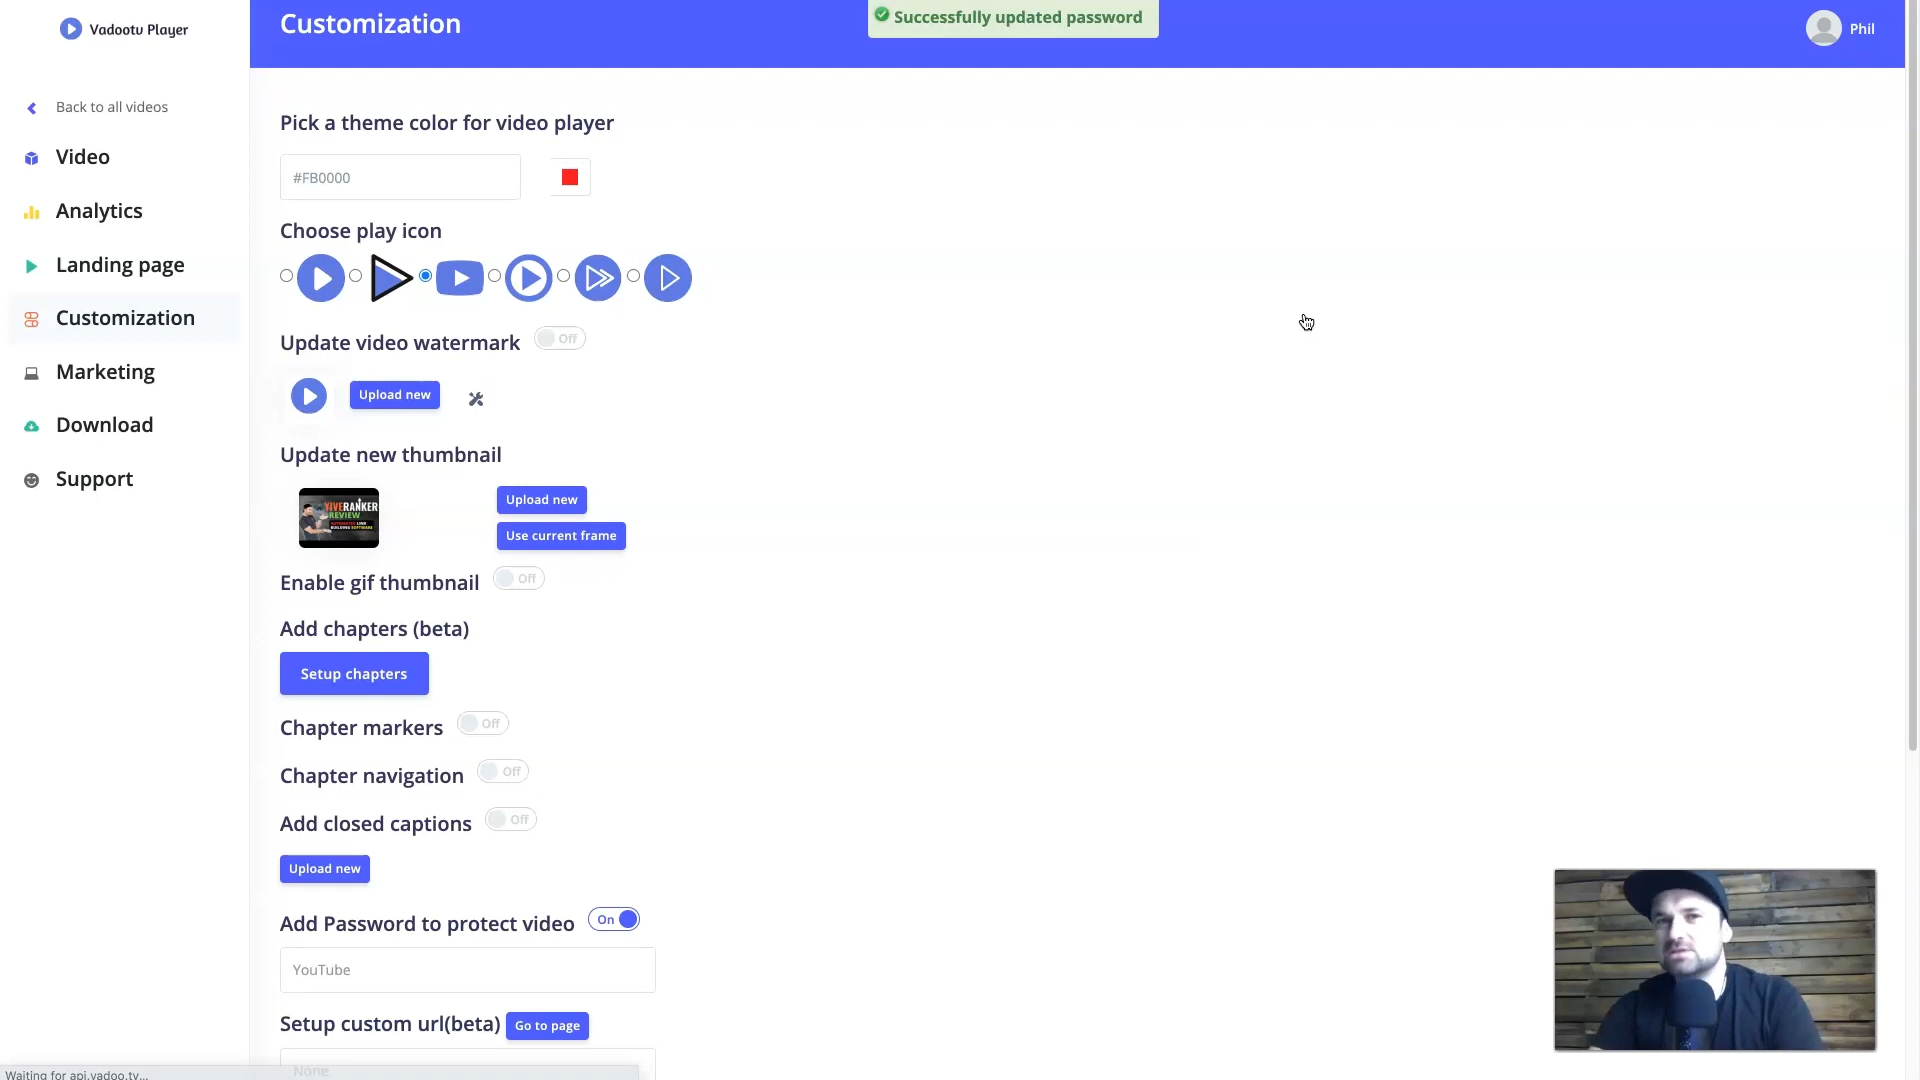 Vadootv Player
Customization
Successfully updated password
Phil
Back to all videos
Video
Analytics
Landing page
Customization
Marketing
Download
Support
Pick a theme color for video player
#FB0000
Choose play icon
Update video watermark
Off
Upload new
Update new thumbnail
RANKER
REVIEW
Upload new
Use current frame
Enable gif thumbnail
Off
Add chapters (beta)
Setup chapters
Chapter markers
Off
Chapter navigation
Off
Add closed captions
Off
Upload new
Add Password to protect video
On
YouTube
Setup custom url(beta)
Go to page
None
Waiting for api.vadoo.tv...